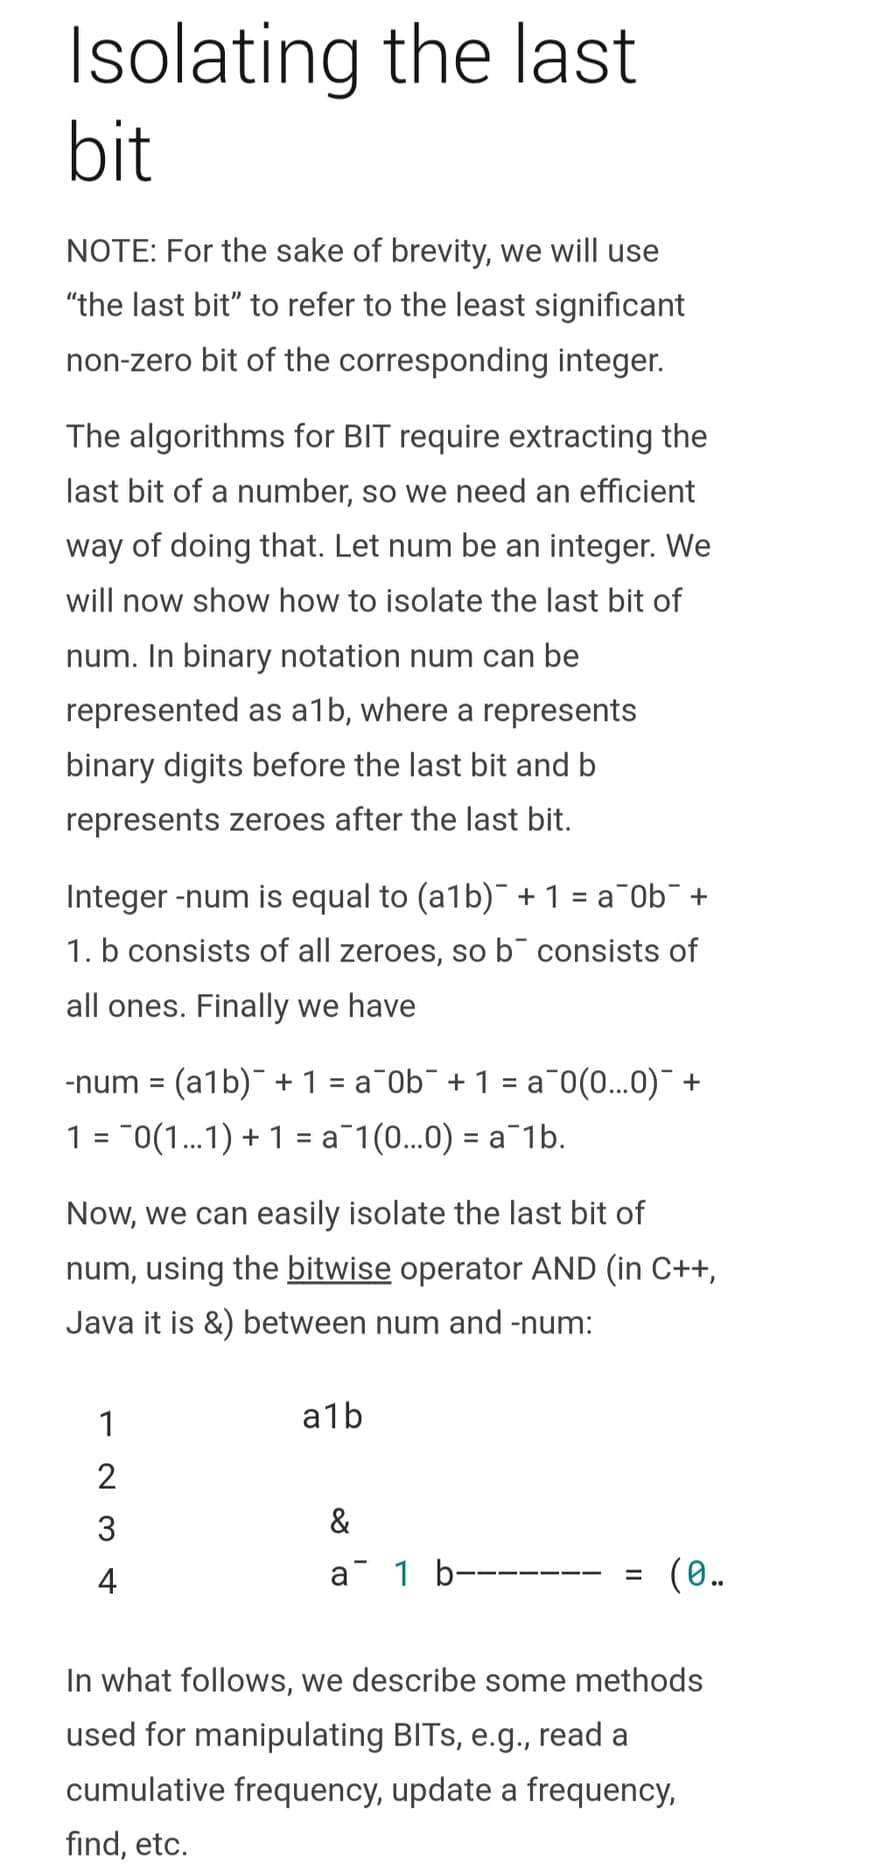 Isolating the last
bit
NOTE: For the sake of brevity, we will use
“the last bit” to refer to the least significant
non-zero bit of the corresponding integer.
The algorithms for BIT require extracting the
last bit of a number, so we need an efficient
way of doing that. Let num be an integer. We
will now show how to isolate the last bit of
num. In binary notation num can be
represented as a1b, where a represents
binary digits before the last bit and b
represents zeroes after the last bit.
Integer -num is equal to (a1b)¯ + 1 = a¯0b¯ +
1. b consists of all zeroes, so b¯ consists of
all ones. Finally we have
-num = (a1b)¯ + 1 = a¯0b¯ + 1 = a¯0(0…0)¯ +
1 = ¯0(1…1) + 1 = a¯1(0…0) = a¯1b.
Now, we can easily isolate the last bit of
num, using the bitwise operator AND (in C++,
Java it is &) between num and -num:
1 a1b
2
3 &
4 a¯ 1 b------- = (0..
In what follows, we describe some methods
used for manipulating BITs, e.g., read a
cumulative frequency, update a frequency,
find, etc.